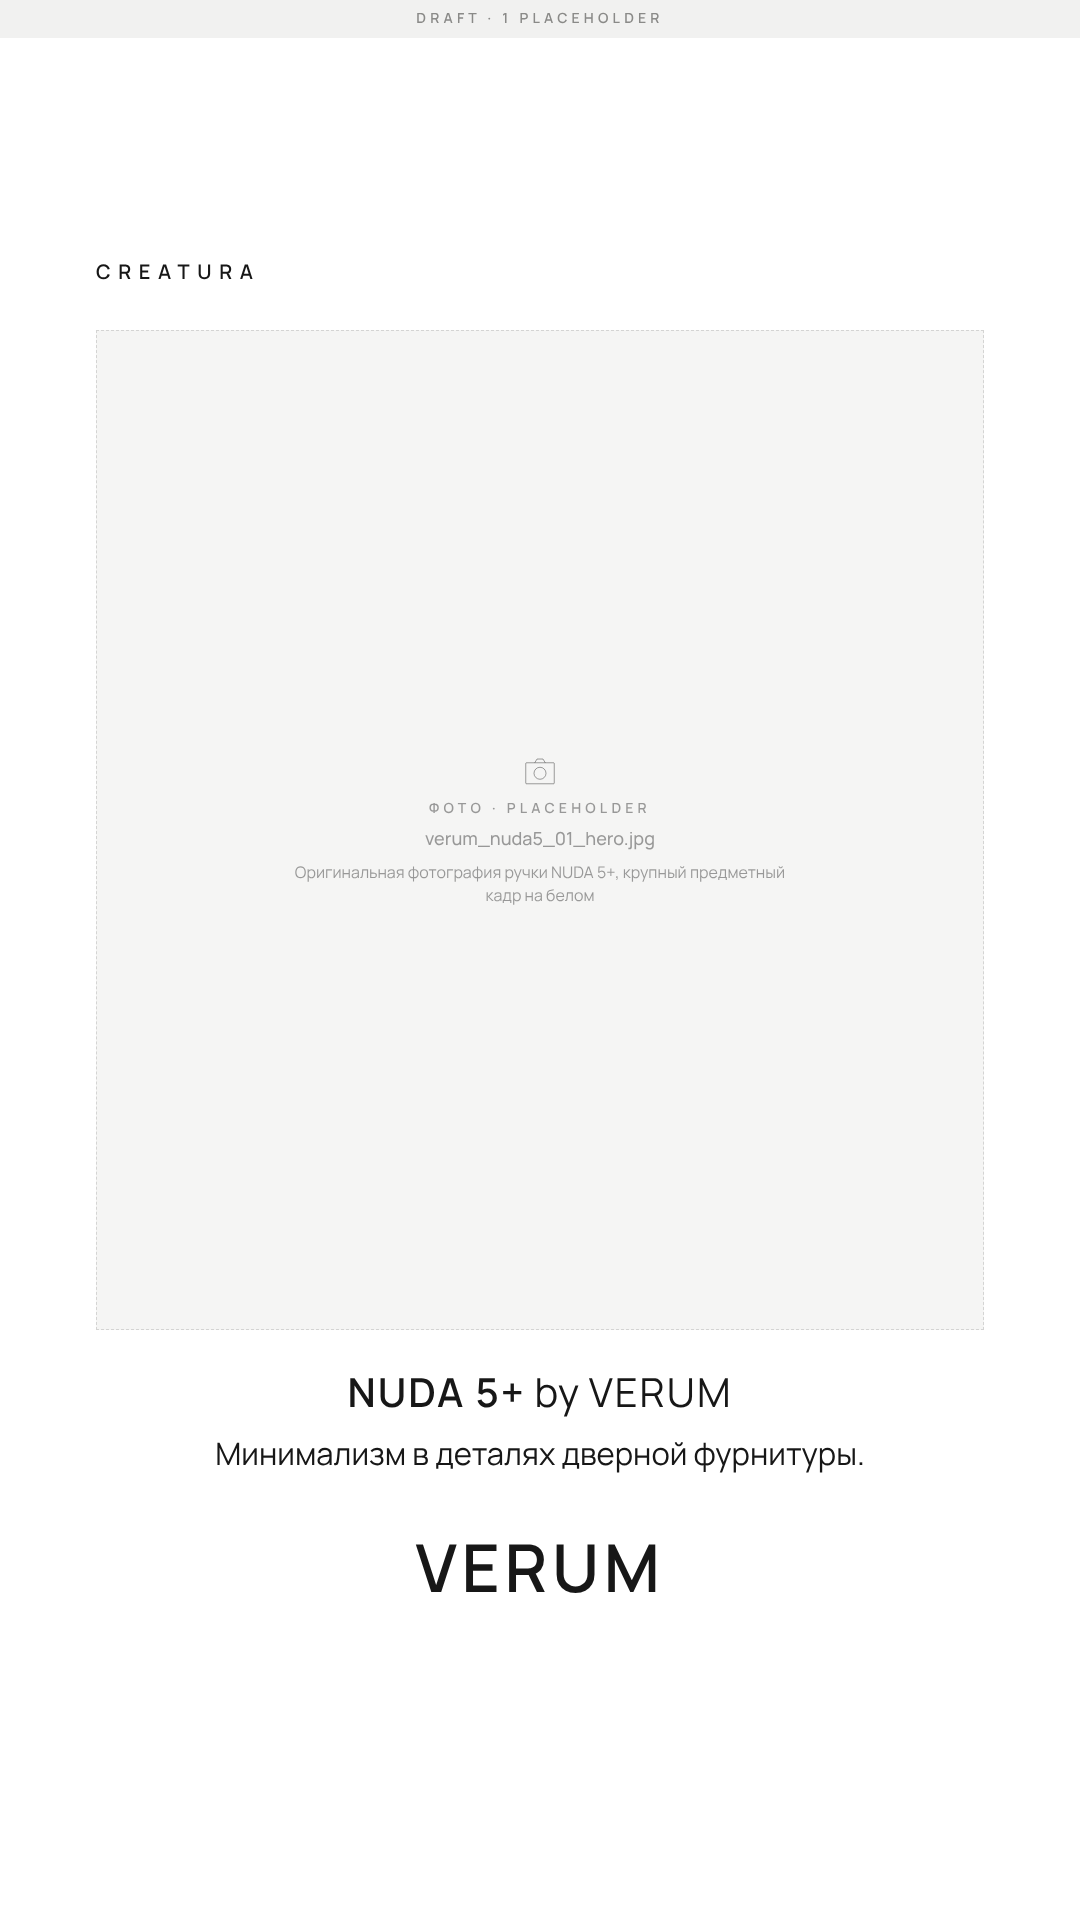 DRAFT · 1 PLACEHOLDER
CREATURA
ФОТО · PLACEHOLDER
verum_nuda5_01_hero.jpg
Оригинальная фотография ручки NUDA 5+, крупный предметный
кадр на белом
NUDA 5+ by VERUM
Минимализм в деталях дверной фурнитуры.
VERUM